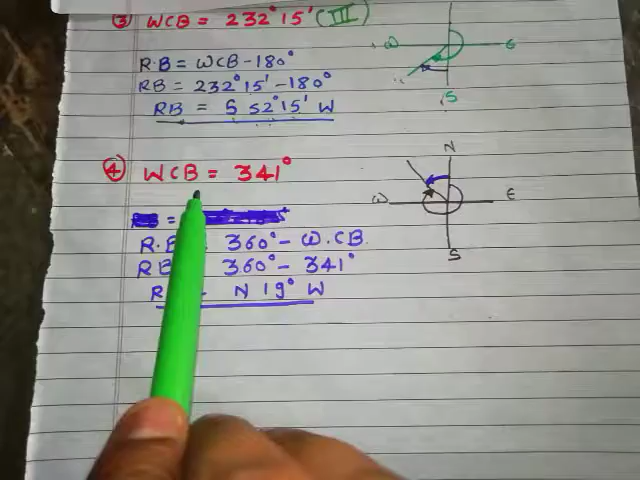 ③ WCB = 232° 15' (III)
R.B = WCB - 180°
RB = 232° 15' - 180°
RB = S 52° 15' W
W E
S
④ WCB = 341°
=
R.B 360° - W.CB.
RB 360° - 341°
R N 19° W
N
W E
S